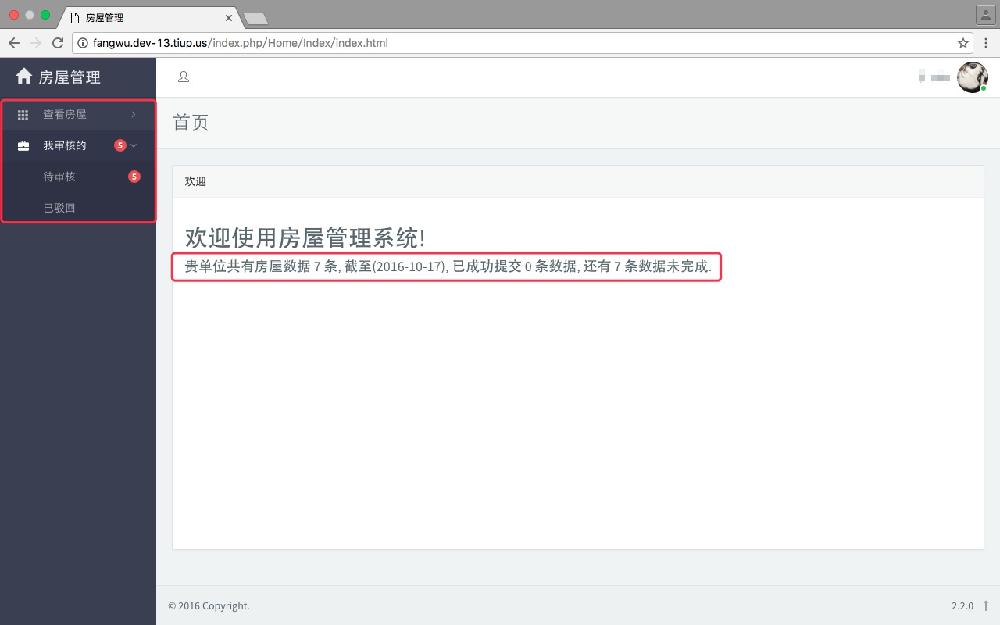 房屋管理
fangwu.dev-13.tiup.us/index.php/Home/Index/index.html
房屋管理
查看房屋
我审核的 5
待审核 5
已驳回
首页
欢迎
欢迎使用房屋管理系统!
贵单位共有房屋数据 7 条, 截至(2016-10-17), 已成功提交 0 条数据, 还有 7 条数据未完成.
© 2016 Copyright.
2.2.0